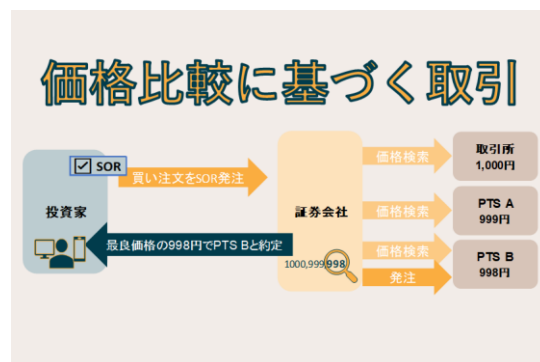 価格比較に基づく取引
SOR
買い注文をSOR発注
投資家
最良価格の998円でPTS Bと約定
証券会社
1000,999,998
価格検索
取引所
1,000円
価格検索
PTS A
999円
価格検索
発注
PTS B
998円